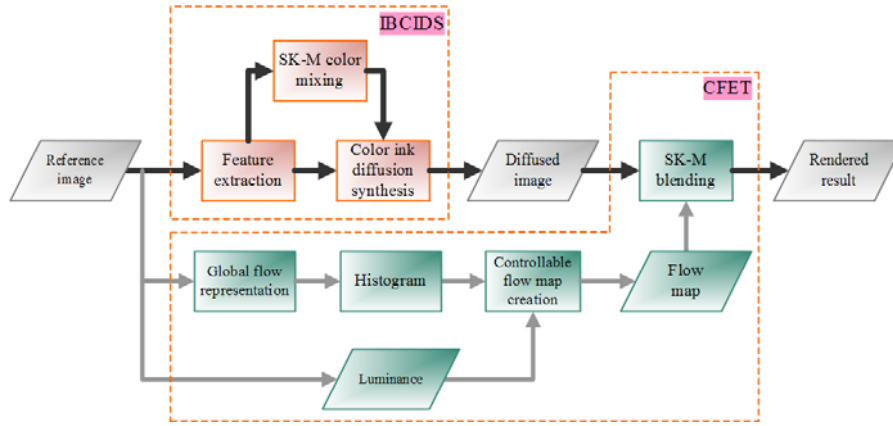 IBCIDS
SK-M color
mixing
CFET
Reference
image
Feature
extraction
Color ink
diffusion
synthesis
Diffused
image
SK-M
blending
Rendered
result
Global flow
representation
Histogram
Controllable
flow map
creation
Flow
map
Luminance